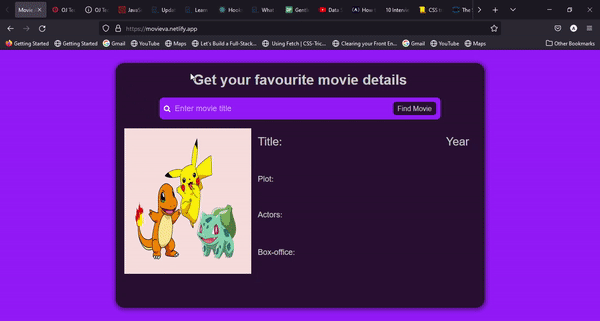 Movie
OJ Te
OJ Te
JavaS
Updo
Learn
Hook
What
Gentl
Data S
How
10 Intervie
CSS t
The
https://movieva.netlify.app
Getting Started
Getting Started
Gmail
YouTube
Maps
Let's Build a Full-Stack...
Using Fetch | CSS-Tric...
Clearing your Front En...
Gmail
YouTube
Maps
Other Bookmarks
Get your favourite movie details
Enter movie title
Find Movie
Title:
Year
Plot:
Actors:
Box-office: